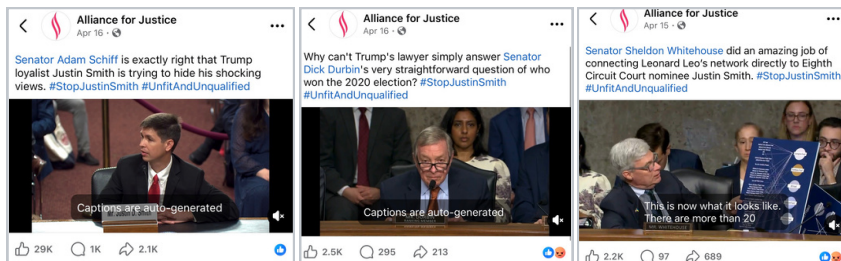 Alliance for Justice
Apr 16
Senator Adam Schiff is exactly right that Trump
loyalist Justin Smith is trying to hide his shocking
views. #StopJustinSmith #UnfitAndUnqualified
Captions are auto-generated
29K
1K
2.1K
Alliance for Justice
Apr 16
Why can't Trump's lawyer simply answer Senator
Dick Durbin's very straightforward question of who
won the 2020 election? #StopJustinSmith
#UnfitAndUnqualified
Captions are auto-generated
2.5K
295
213
Alliance for Justice
Apr 15
Senator Sheldon Whitehouse did an amazing job of
connecting Leonard Leo's network directly to Eighth
Circuit Court nominee Justin Smith. #StopJustinSmith
#UnfitAndUnqualified
This is now what it looks like.
There are more than 20
MR. WHITEHOUSE
2.2K
97
689